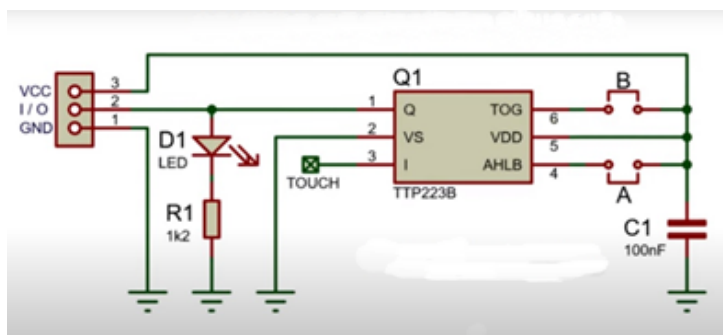 VCC 3
I / O 2
GND 1
D1
LED
R1
1k2
TOUCH
Q1
1 Q TOG 6
2 VS VDD 5
3 I AHLB 4
TTP223B
B
A
C1
100nF